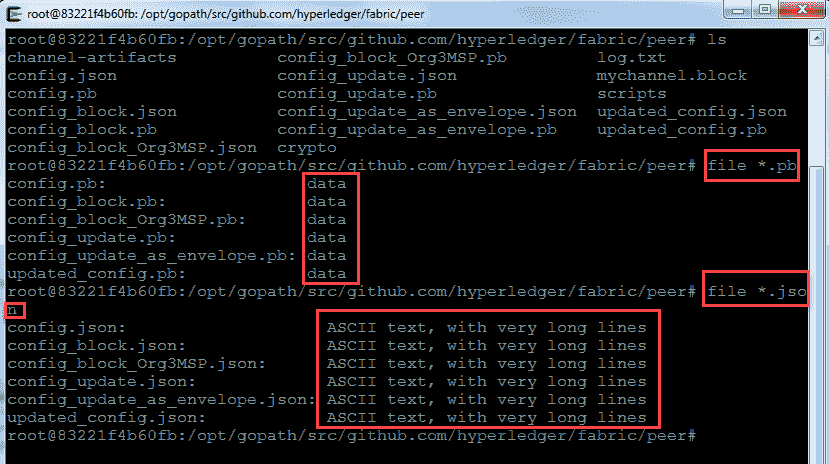 root@83221f4b60fb: /opt/gopath/src/github.com/hyperledger/fabric/peer
root@83221f4b60fb:/opt/gopath/src/github.com/hyperledger/fabric/peer# ls
channel-artifacts config_block_Org3MSP.pb log.txt
config.json config_update.json mychannel.block
config.pb config_update.pb scripts
config_block.json config_update_as_envelope.json updated_config.json
config_block.pb config_update_as_envelope.pb updated_config.pb
config_block_Org3MSP.json crypto
root@83221f4b60fb:/opt/gopath/src/github.com/hyperledger/fabric/peer# file *.pb
config.pb: data
config_block.pb: data
config_block_Org3MSP.pb: data
config_update.pb: data
config_update_as_envelope.pb: data
updated_config.pb: data
root@83221f4b60fb:/opt/gopath/src/github.com/hyperledger/fabric/peer# file *.jso
n
config.json: ASCII text, with very long lines
config_block.json: ASCII text, with very long lines
config_block_Org3MSP.json: ASCII text, with very long lines
config_update.json: ASCII text, with very long lines
config_update_as_envelope.json: ASCII text, with very long lines
updated_config.json: ASCII text, with very long lines
root@83221f4b60fb:/opt/gopath/src/github.com/hyperledger/fabric/peer#